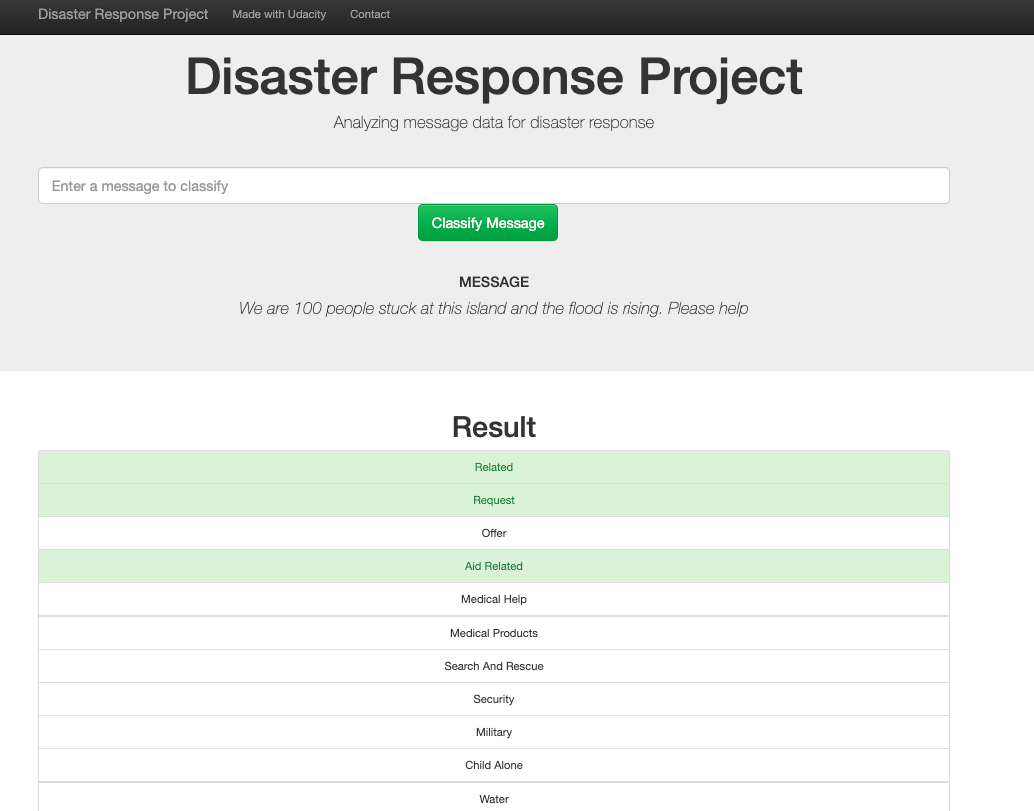 Disaster Response Project Made with Udacity Contact
Disaster Response Project
Analyzing message data for disaster response
Enter a message to classify
Classify Message
MESSAGE
We are 100 people stuck at this island and the flood is rising. Please help
Result
Related
Request
Offer
Aid Related
Medical Help
Medical Products
Search And Rescue
Security
Military
Child Alone
Water